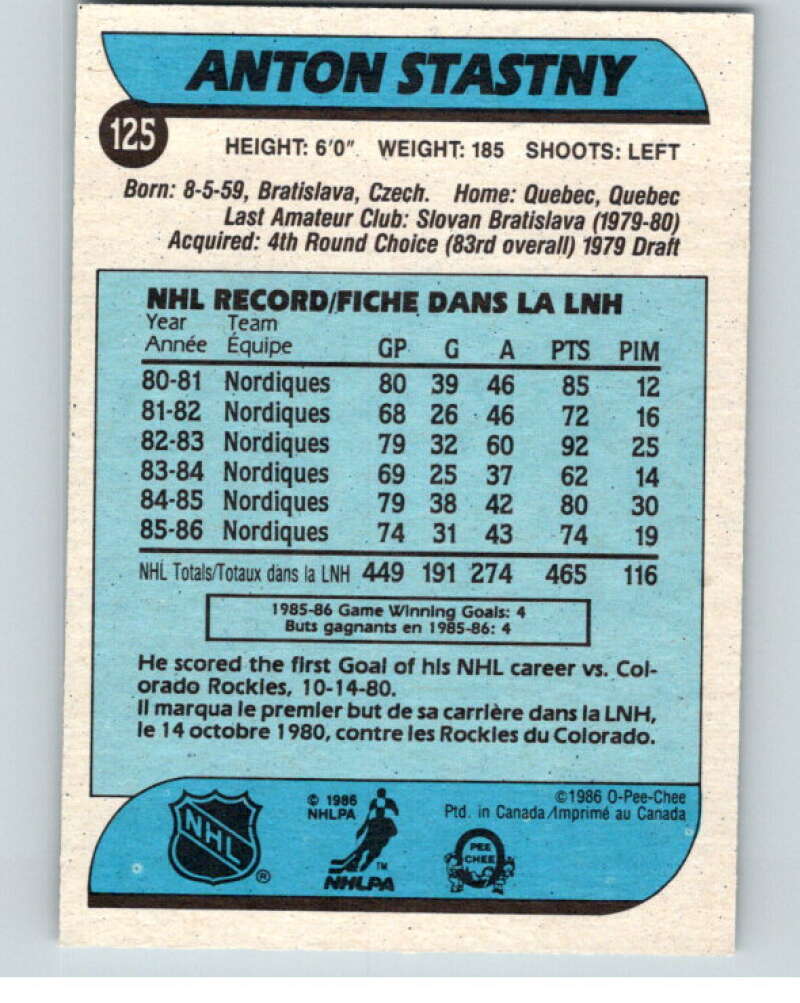 ANTON STASTNY
125
HEIGHT: 6'0" WEIGHT: 185 SHOOTS: LEFT
Born: 8-5-59, Bratislava, Czech. Home: Quebec, Quebec
Last Amateur Club: Slovan Bratislava (1979-80)
Acquired: 4th Round Choice (83rd overall) 1979 Draft
NHL RECORD/FICHE DANS LA LNH
Year Team
Année Équipe GP G A PTS PIM
80-81 Nordiques 80 39 46 85 12
81-82 Nordiques 68 26 46 72 16
82-83 Nordiques 79 32 60 92 25
83-84 Nordiques 69 25 37 62 14
84-85 Nordiques 79 38 42 80 30
85-86 Nordiques 74 31 43 74 19
NHL Totals/Totaux dans la LNH 449 191 274 465 116
1985-86 Game Winning Goals: 4
Buts gagnants en 1985-86: 4
He scored the first Goal of his NHL career vs. Col-
orado Rockies, 10-14-80.
Il marqua le premier but de sa carrière dans la LNH,
le 14 octobre 1980, contre les Rockies du Colorado.
NHL
®
© 1986
NHLPA
TM
NHLPA
©1986 O-Pee-Chee
Ptd. in Canada/Imprimé au Canada
PEE
CHEE